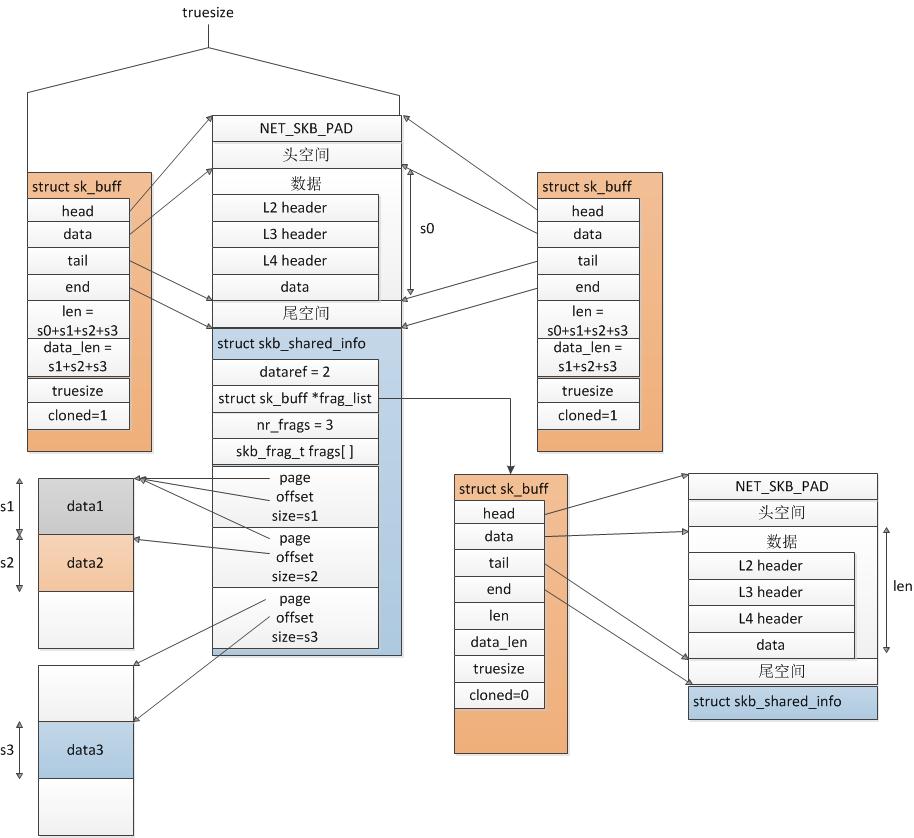 truesize
struct sk_buff
head
data
tail
end
len =
s0+s1+s2+s3
data_len =
s1+s2+s3
truesize
cloned=1
NET_SKB_PAD
头空间
数据
L2 header
L3 header
L4 header
data
尾空间
s0
struct skb_shared_info
dataref = 2
struct sk_buff *frag_list
nr_frags = 3
skb_frag_t frags[ ]
page
offset
size=s1
page
offset
size=s2
page
offset
size=s3
struct sk_buff
head
data
tail
end
len =
s0+s1+s2+s3
data_len =
s1+s2+s3
truesize
cloned=1
s1
data1
s2
data2
s3
data3
struct sk_buff
head
data
tail
end
len
data_len
truesize
cloned=0
NET_SKB_PAD
头空间
数据
L2 header
L3 header
L4 header
data
尾空间
len
struct skb_shared_info